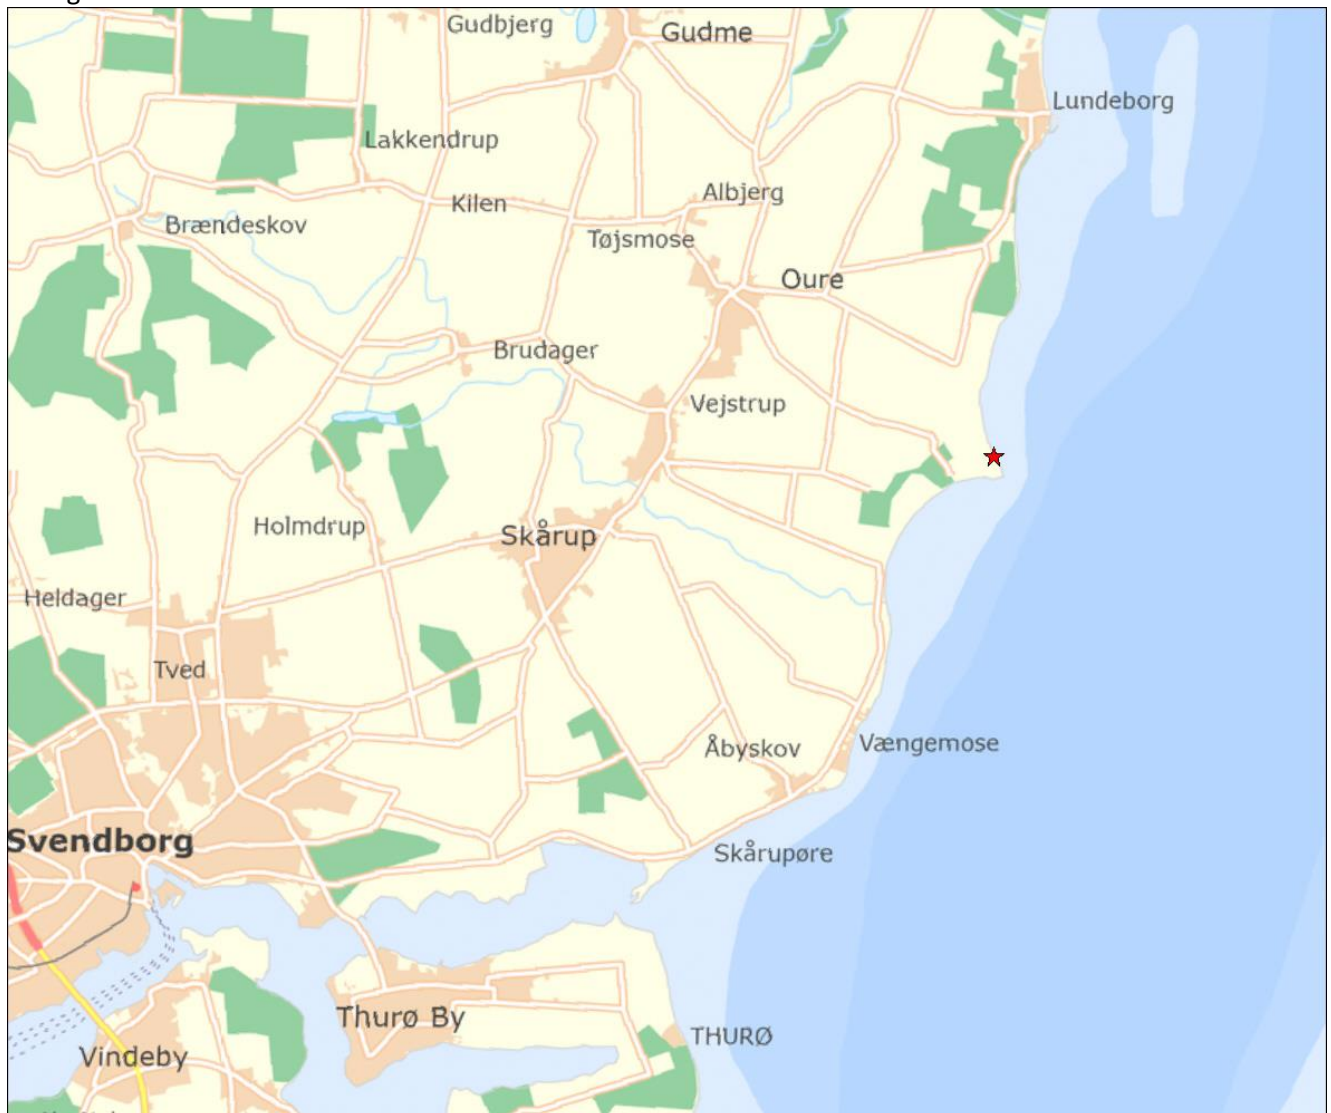 Gudbjerg
Gudme
Lundeborg
Lakkendrup
Albjerg
Kilen
Brændeskov
Tøjsmose
Oure
Brudager
Vejstrup
Holmdrup
Skårup
Heldager
Tved
Vængemose
Åbyskov
Svendborg
Skårupøre
Thurø By
THURØ
Vindeby